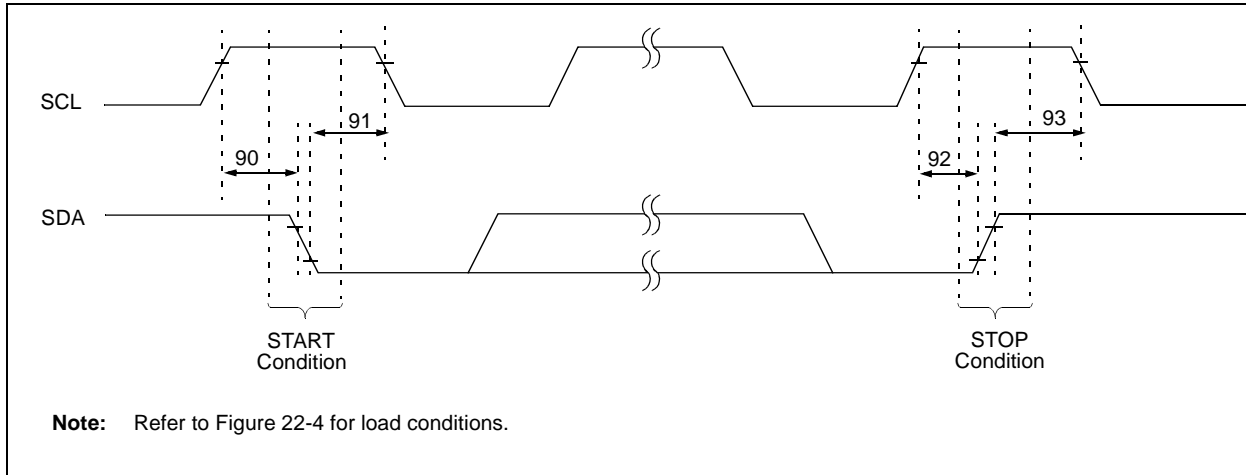 SCL
91
93
90
92
SDA
START
Condition
STOP
Condition
Note: Refer to Figure 22-4 for load conditions.